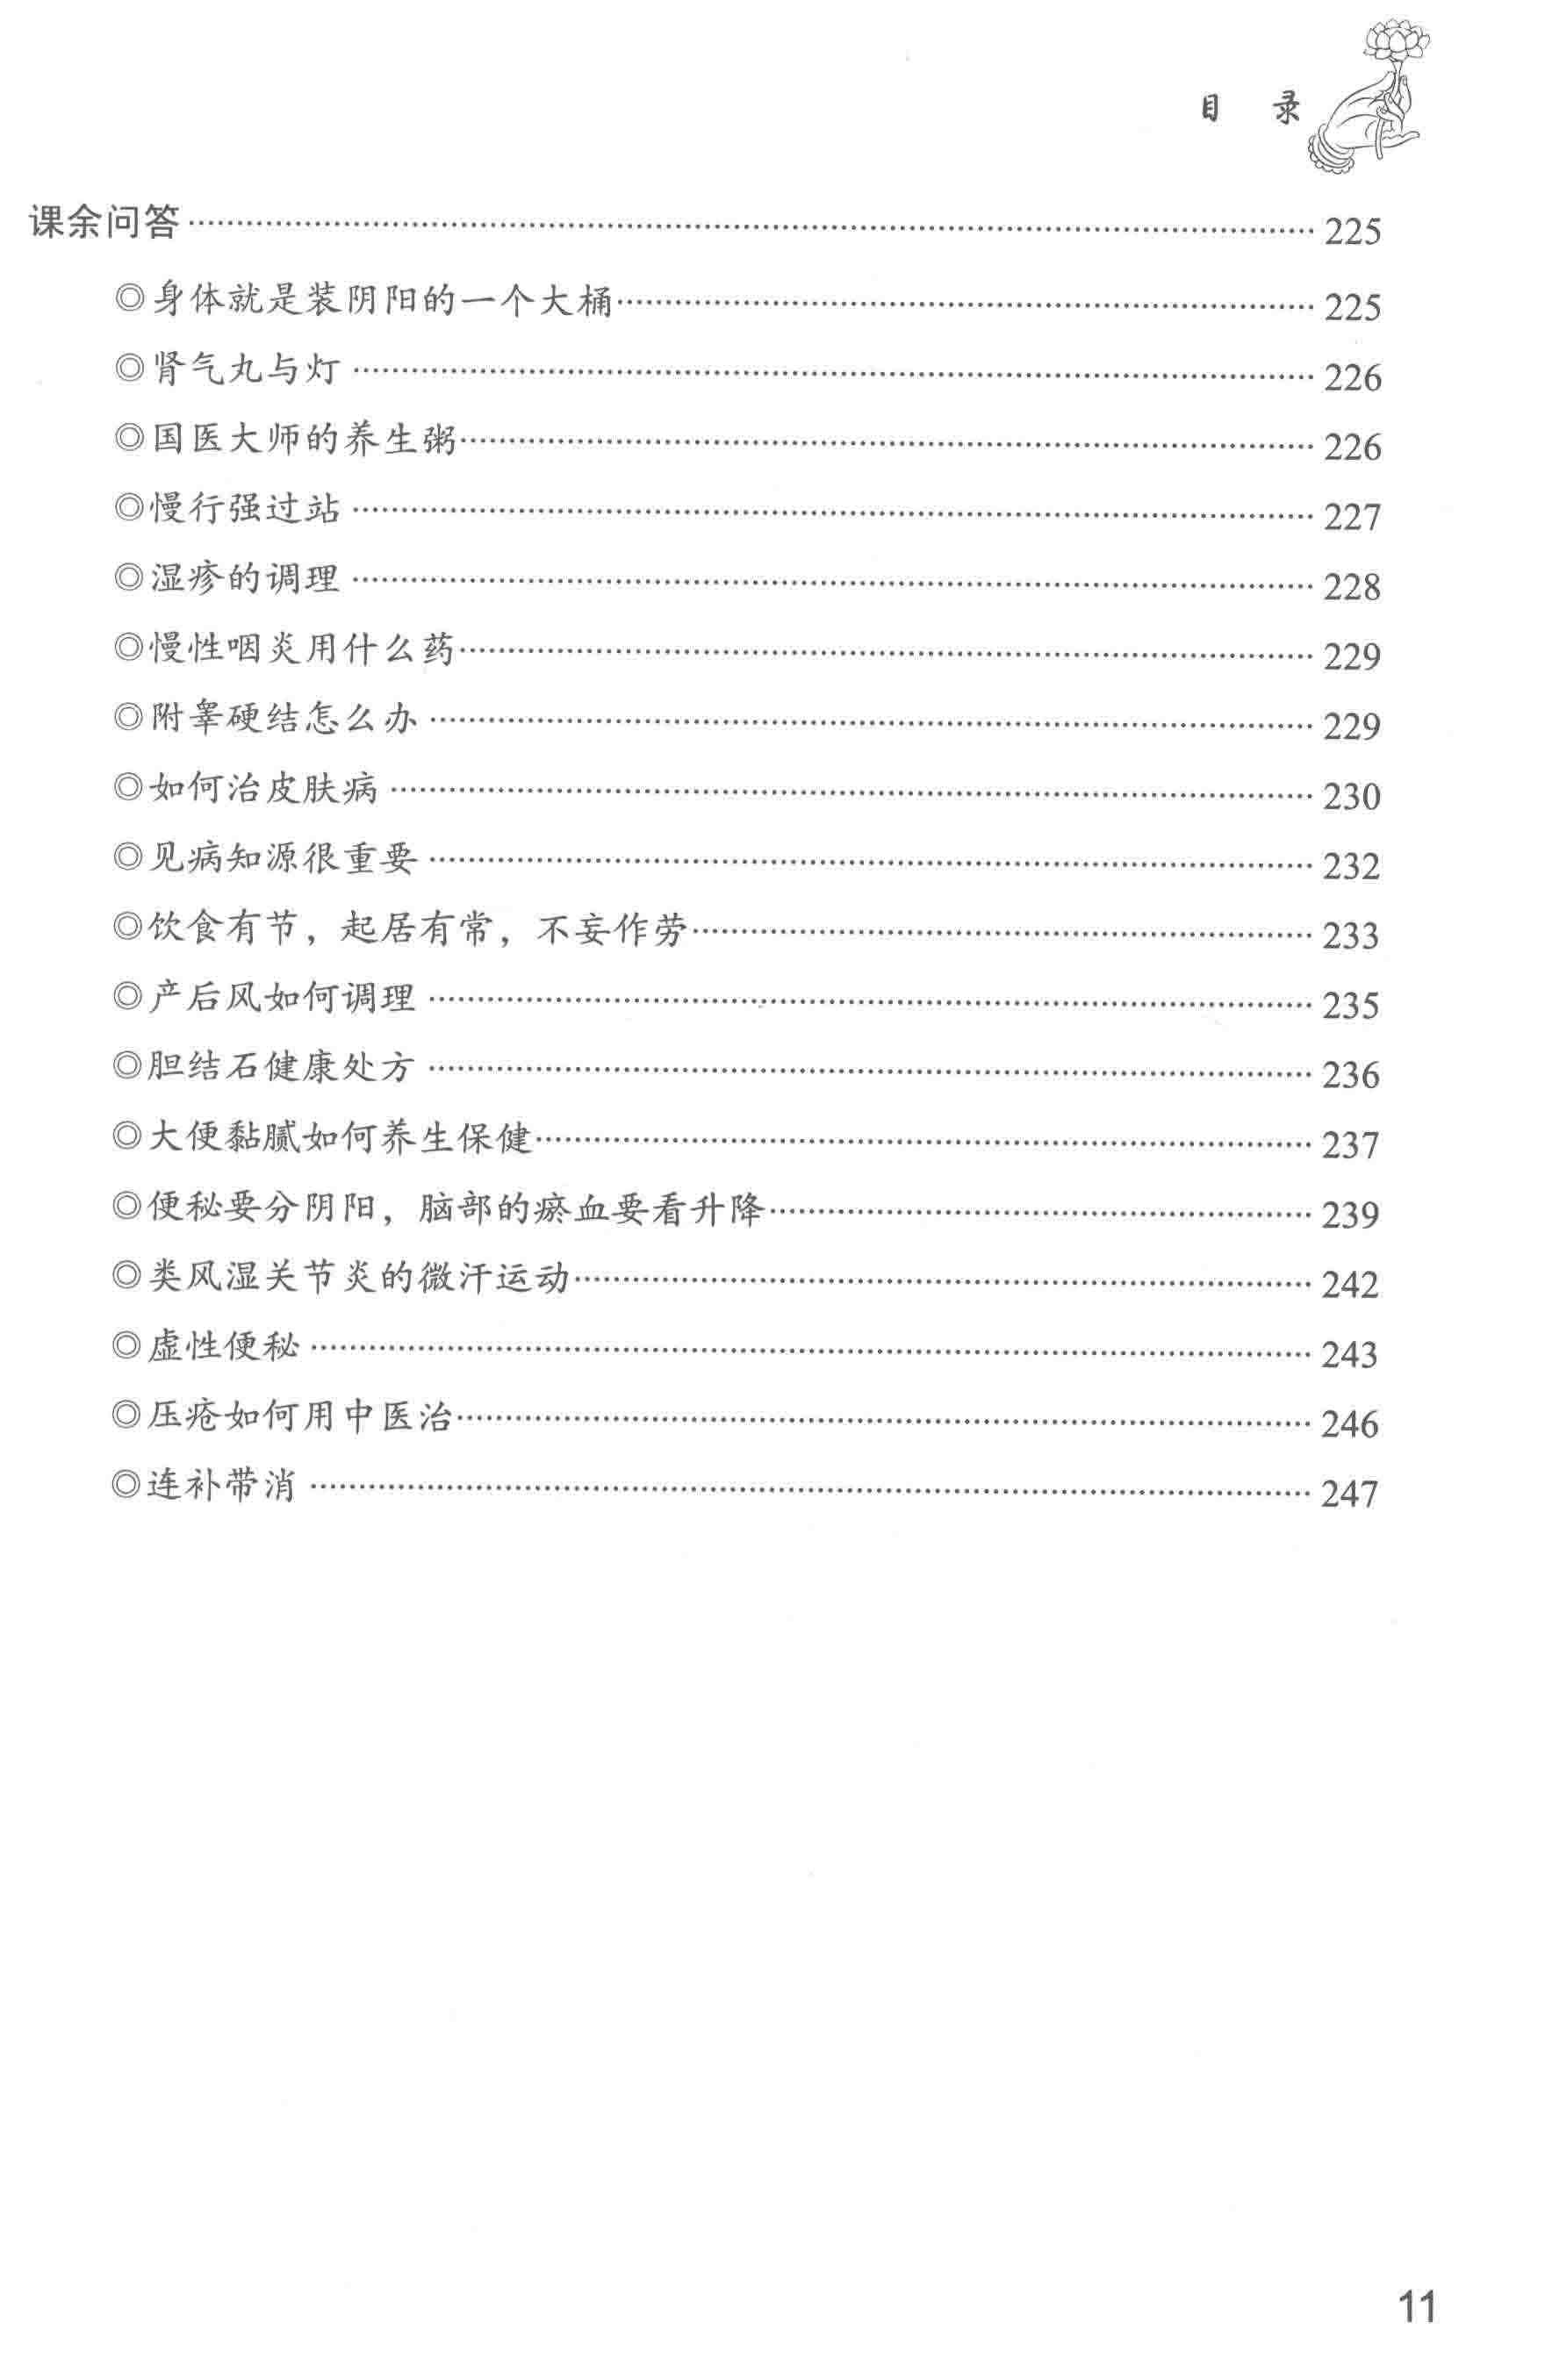 目 录
课余问答…………225
◎身体就是装阴阳的一个大桶…………225
◎肾气丸与灯…………226
◎国医大师的养生粥…………226
◎慢行强过站…………227
◎湿疹的调理…………228
◎慢性咽炎用什么药…………229
◎附睾硬结怎么办…………229
◎如何治皮肤病…………230
◎见病知源很重要…………232
◎饮食有节，起居有常，不妄作劳…………233
◎产后风如何调理…………235
◎胆结石健康处方…………236
◎大便黏腻如何养生保健…………237
◎便秘要分阴阳，脑部的瘀血要看升降…………239
◎类风湿关节炎的微汗运动…………242
◎虚性便秘…………243
◎压疮如何用中医治…………246
◎连补带消…………247
11